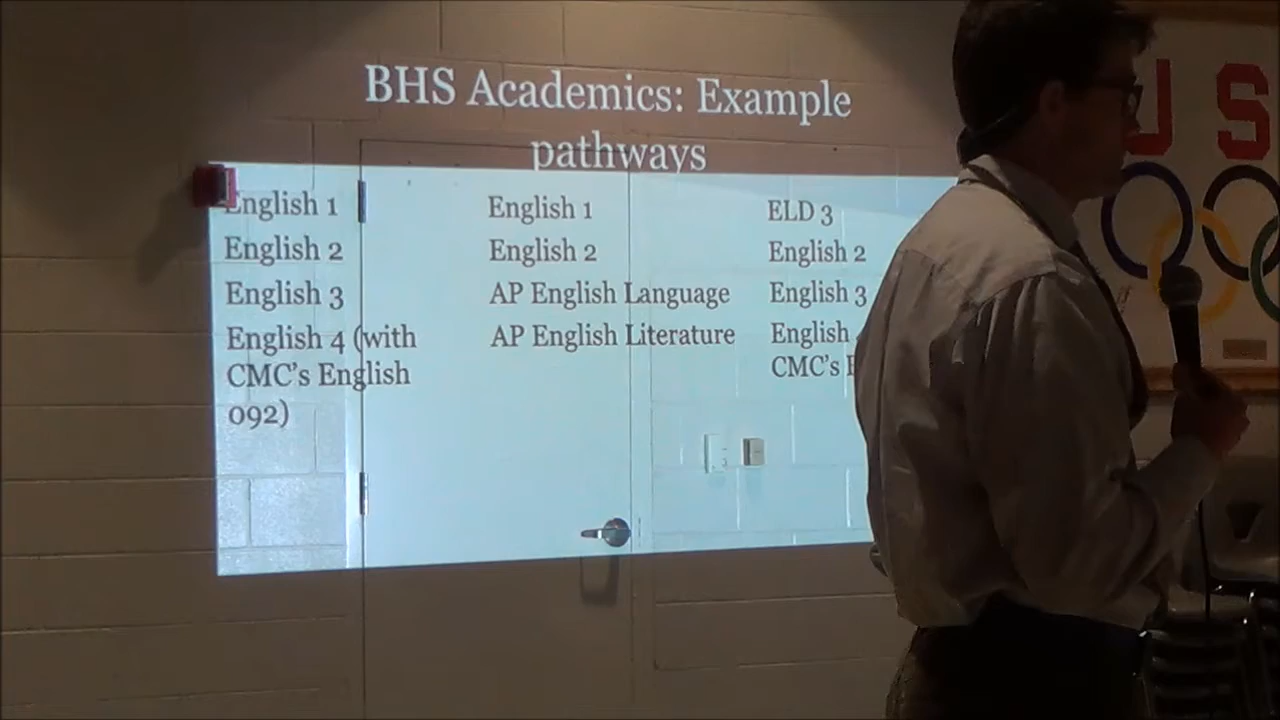 BHS Academics: Example
pathways
English 1
English 2
English 3
English 4 (with
CMC's English
092)
English 1
English 2
AP English Language
AP English Literature
ELD 3
English 2
English 3
English
CMC's
U S